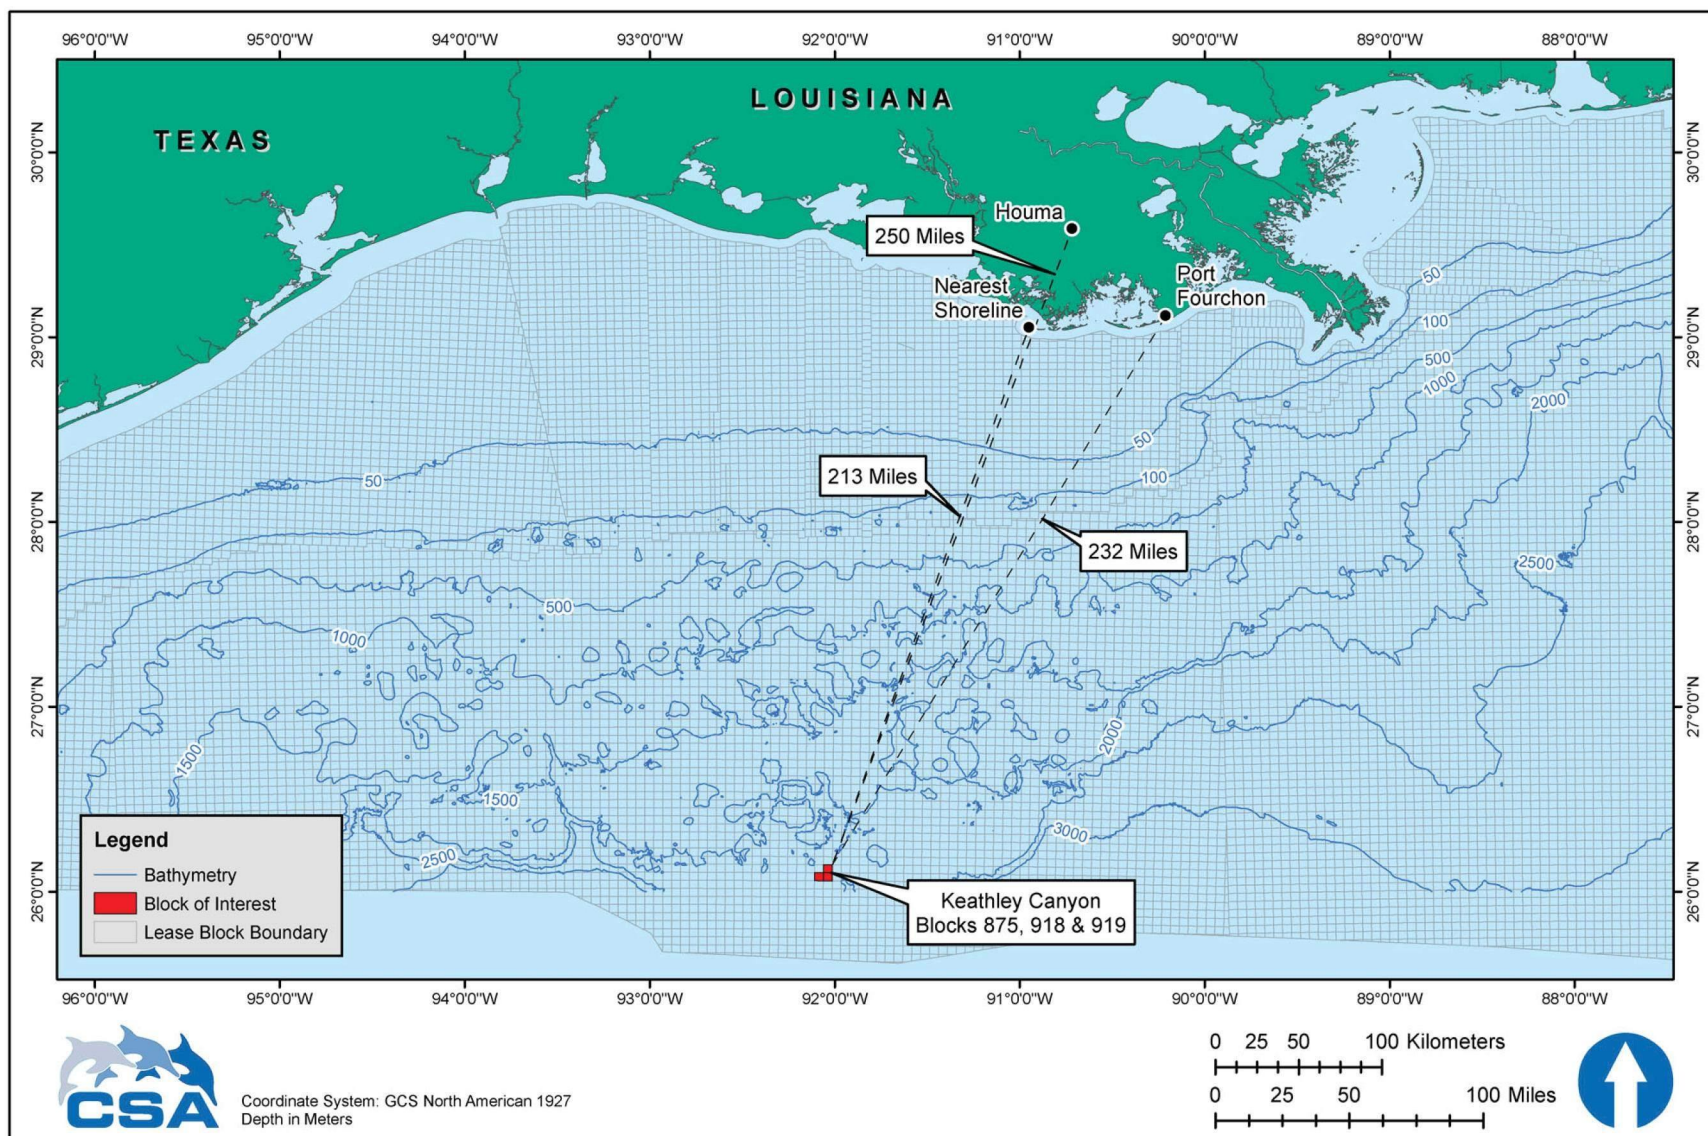 96°0'0"W 95°0'0"W 94°0'0"W 93°0'0"W 92°0'0"W 91°0'0"W 90°0'0"W 89°0'0"W 88°0'0"W
LOUISIANA
TEXAS
30°0'0"N
30°0'0"N
Houma
250 Miles
Port
Fourchon
Nearest
Shoreline
50
100
500
1000
2000
29°0'0"N
29°0'0"N
50
100
50
213 Miles
232 Miles
28°0'0"N
28°0'0"N
2500
500
1000
27°0'0"N
27°0'0"N
2000
1500
1500
3000
2500
26°0'0"N
26°0'0"N
Legend
Bathymetry
Block of Interest
Lease Block Boundary
Keathley Canyon
Blocks 875, 918 & 919
96°0'0"W 95°0'0"W 94°0'0"W 93°0'0"W 92°0'0"W 91°0'0"W 90°0'0"W 89°0'0"W 88°0'0"W
CSA
Coordinate System: GCS North American 1927
Depth in Meters
0 25 50 100 Kilometers
0 25 50 100 Miles